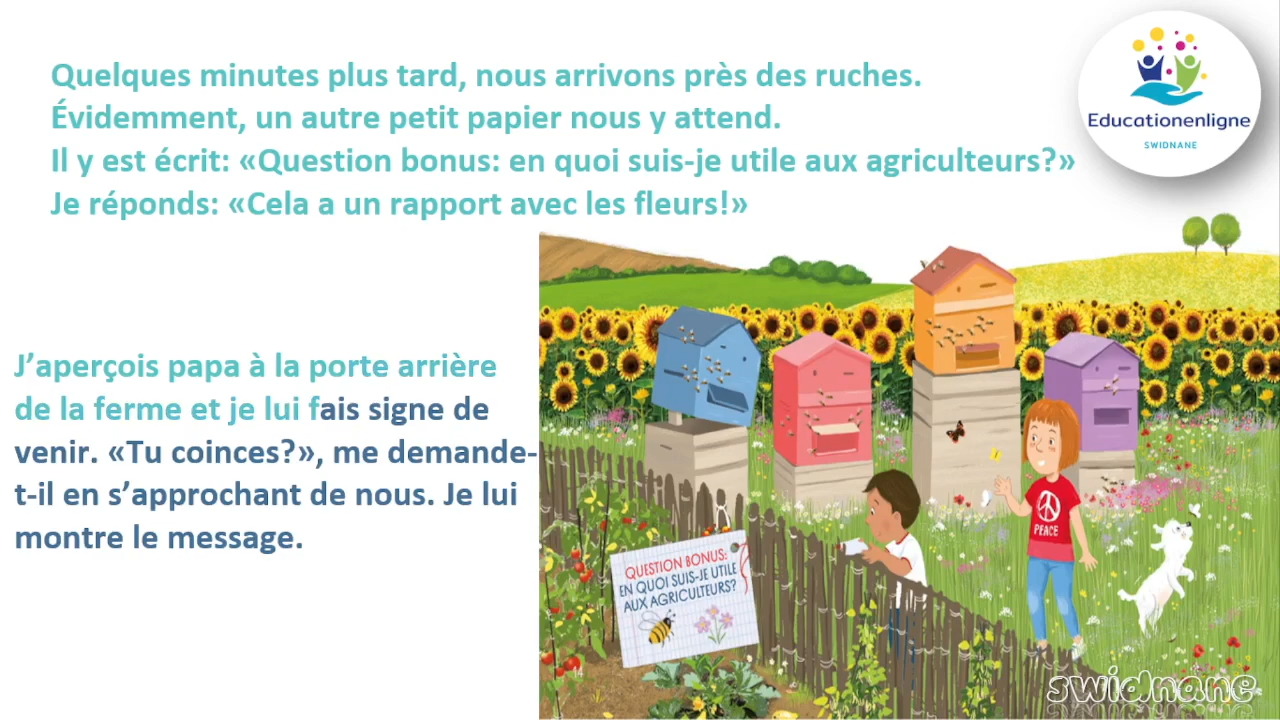 Quelques minutes plus tard, nous arrivons près des ruches.
Évidemment, un autre petit papier nous y attend.
Il y est écrit: «Question bonus: en quoi suis-je utile aux agriculteurs?»
Je réponds: «Cela a un rapport avec les fleurs!»
Educationenligne
SWIDNANE
J’aperçois papa à la porte arrière
de la ferme et je lui fais signe de
venir. «Tu coinces?», me demande-
t-il en s’approchant de nous. Je lui
montre le message.
PEACE
QUESTION BONUS:
EN QUOI SUIS-JE UTILE
AUX AGRICULTEURS?
swidnane